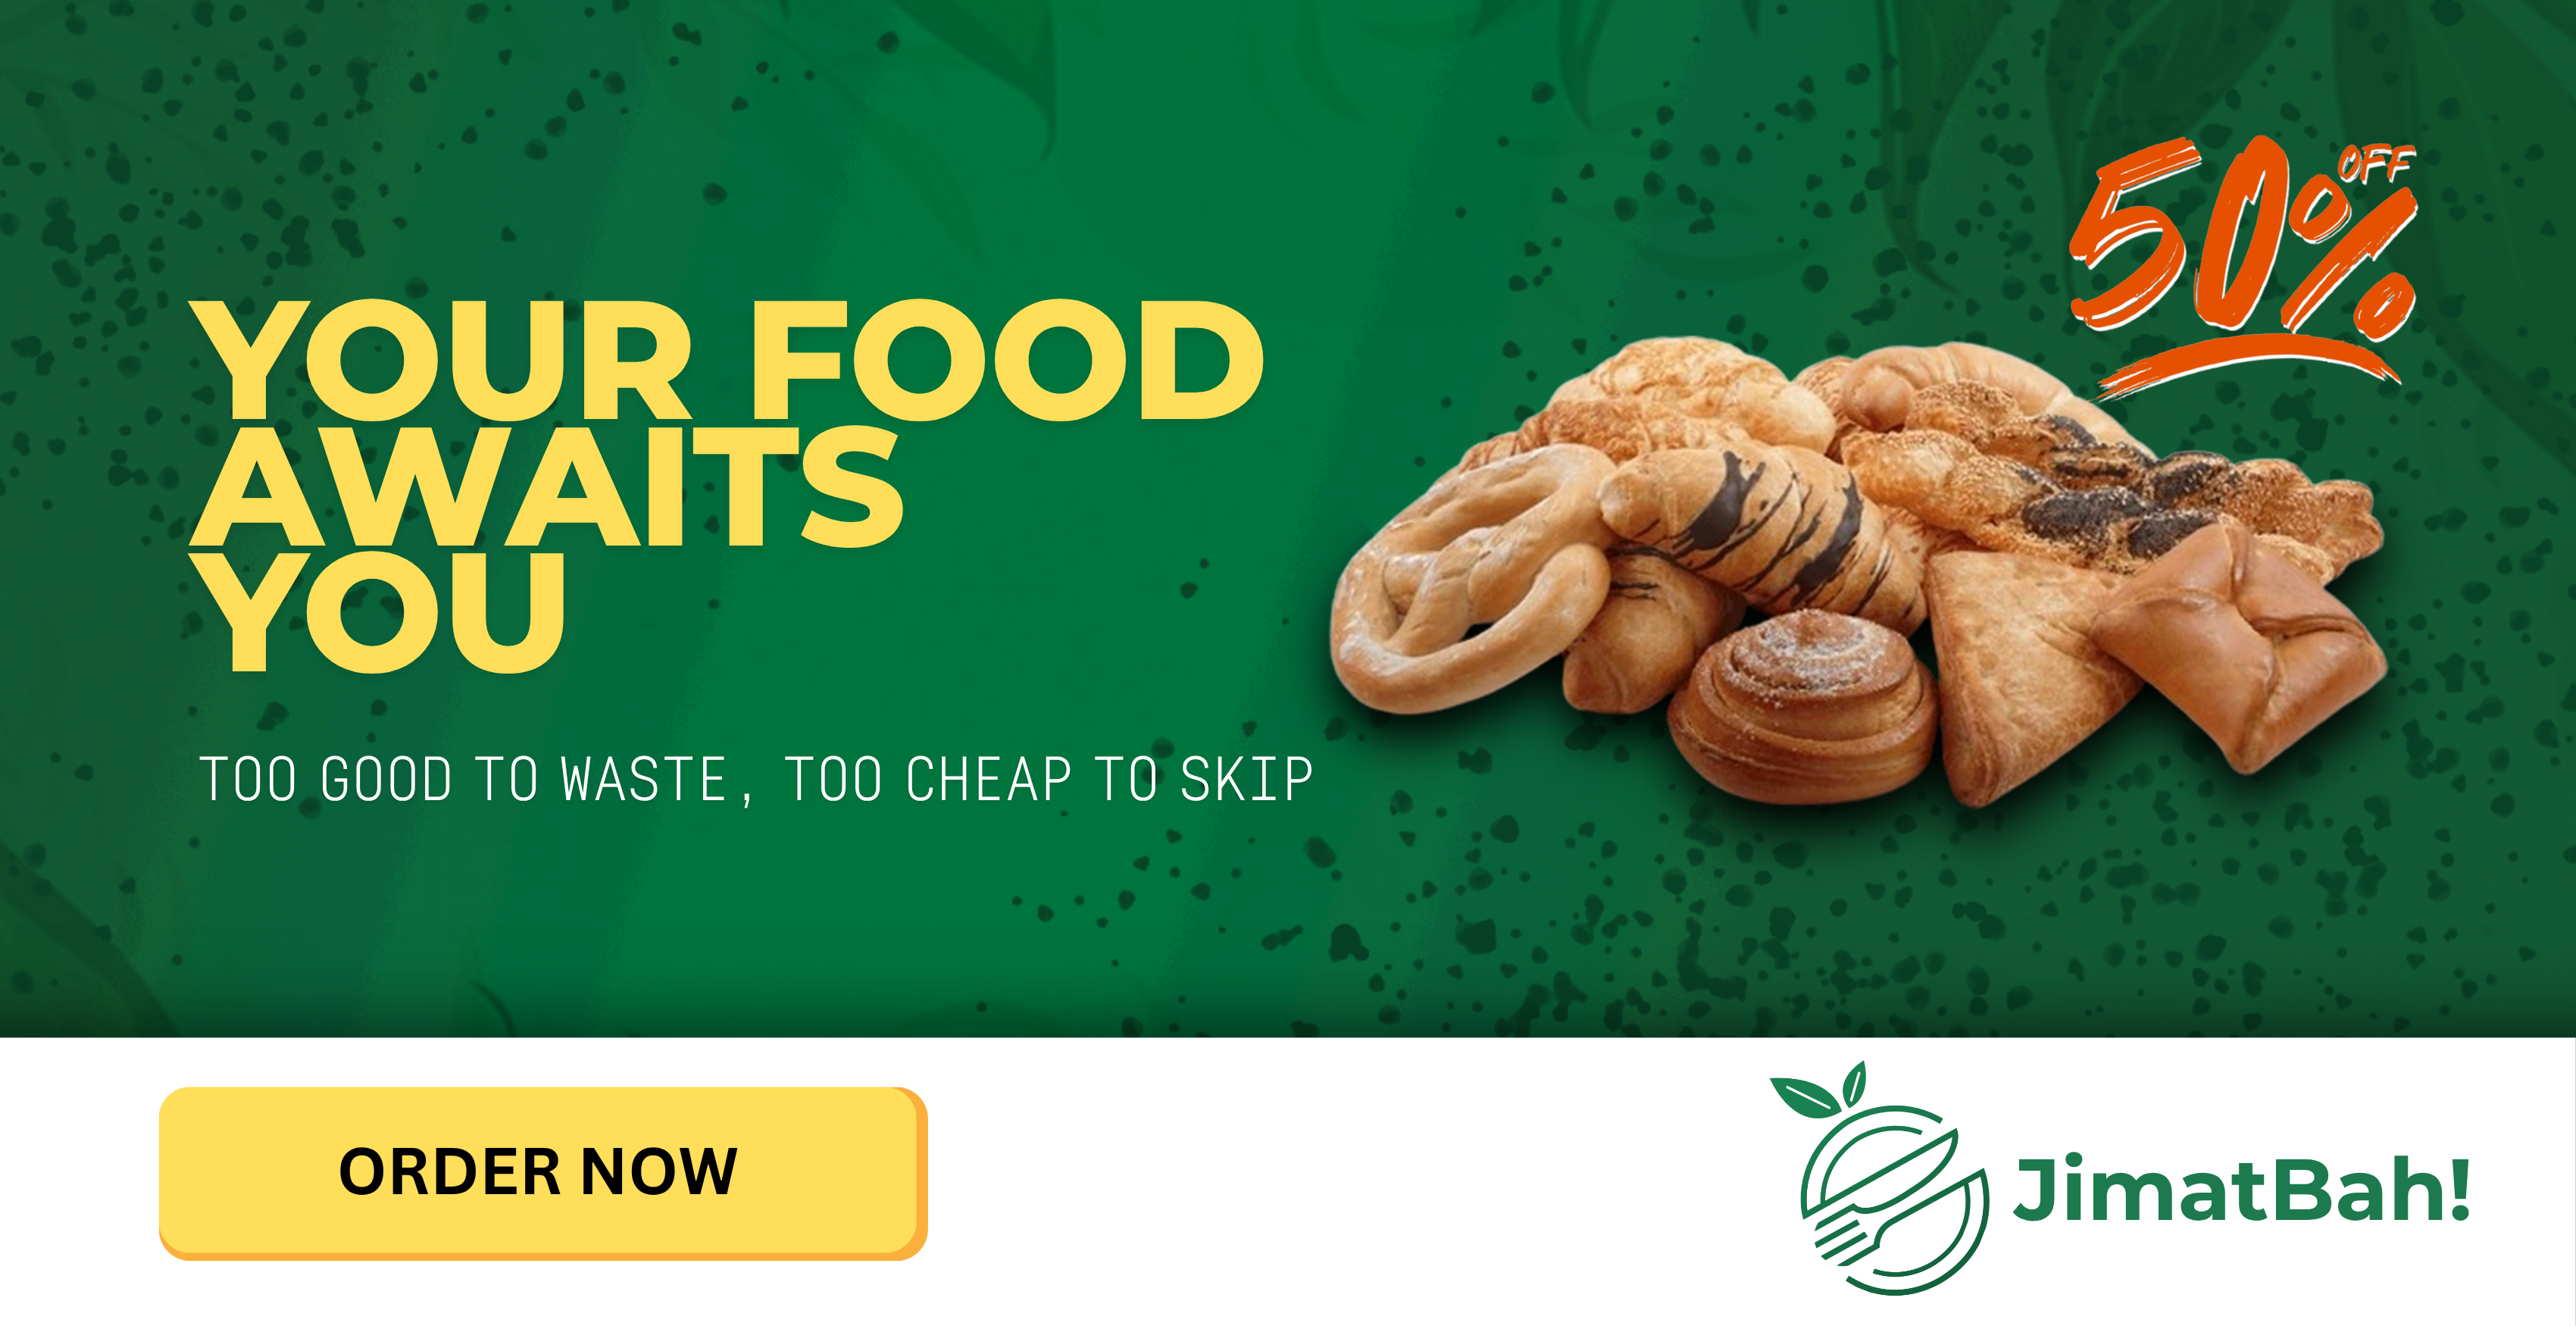 YOUR FOOD
AWAITS
YOU
TOO GOOD TO WASTE, TOO CHEAP TO SKIP
50%
OFF
ORDER NOW
JimatBah!